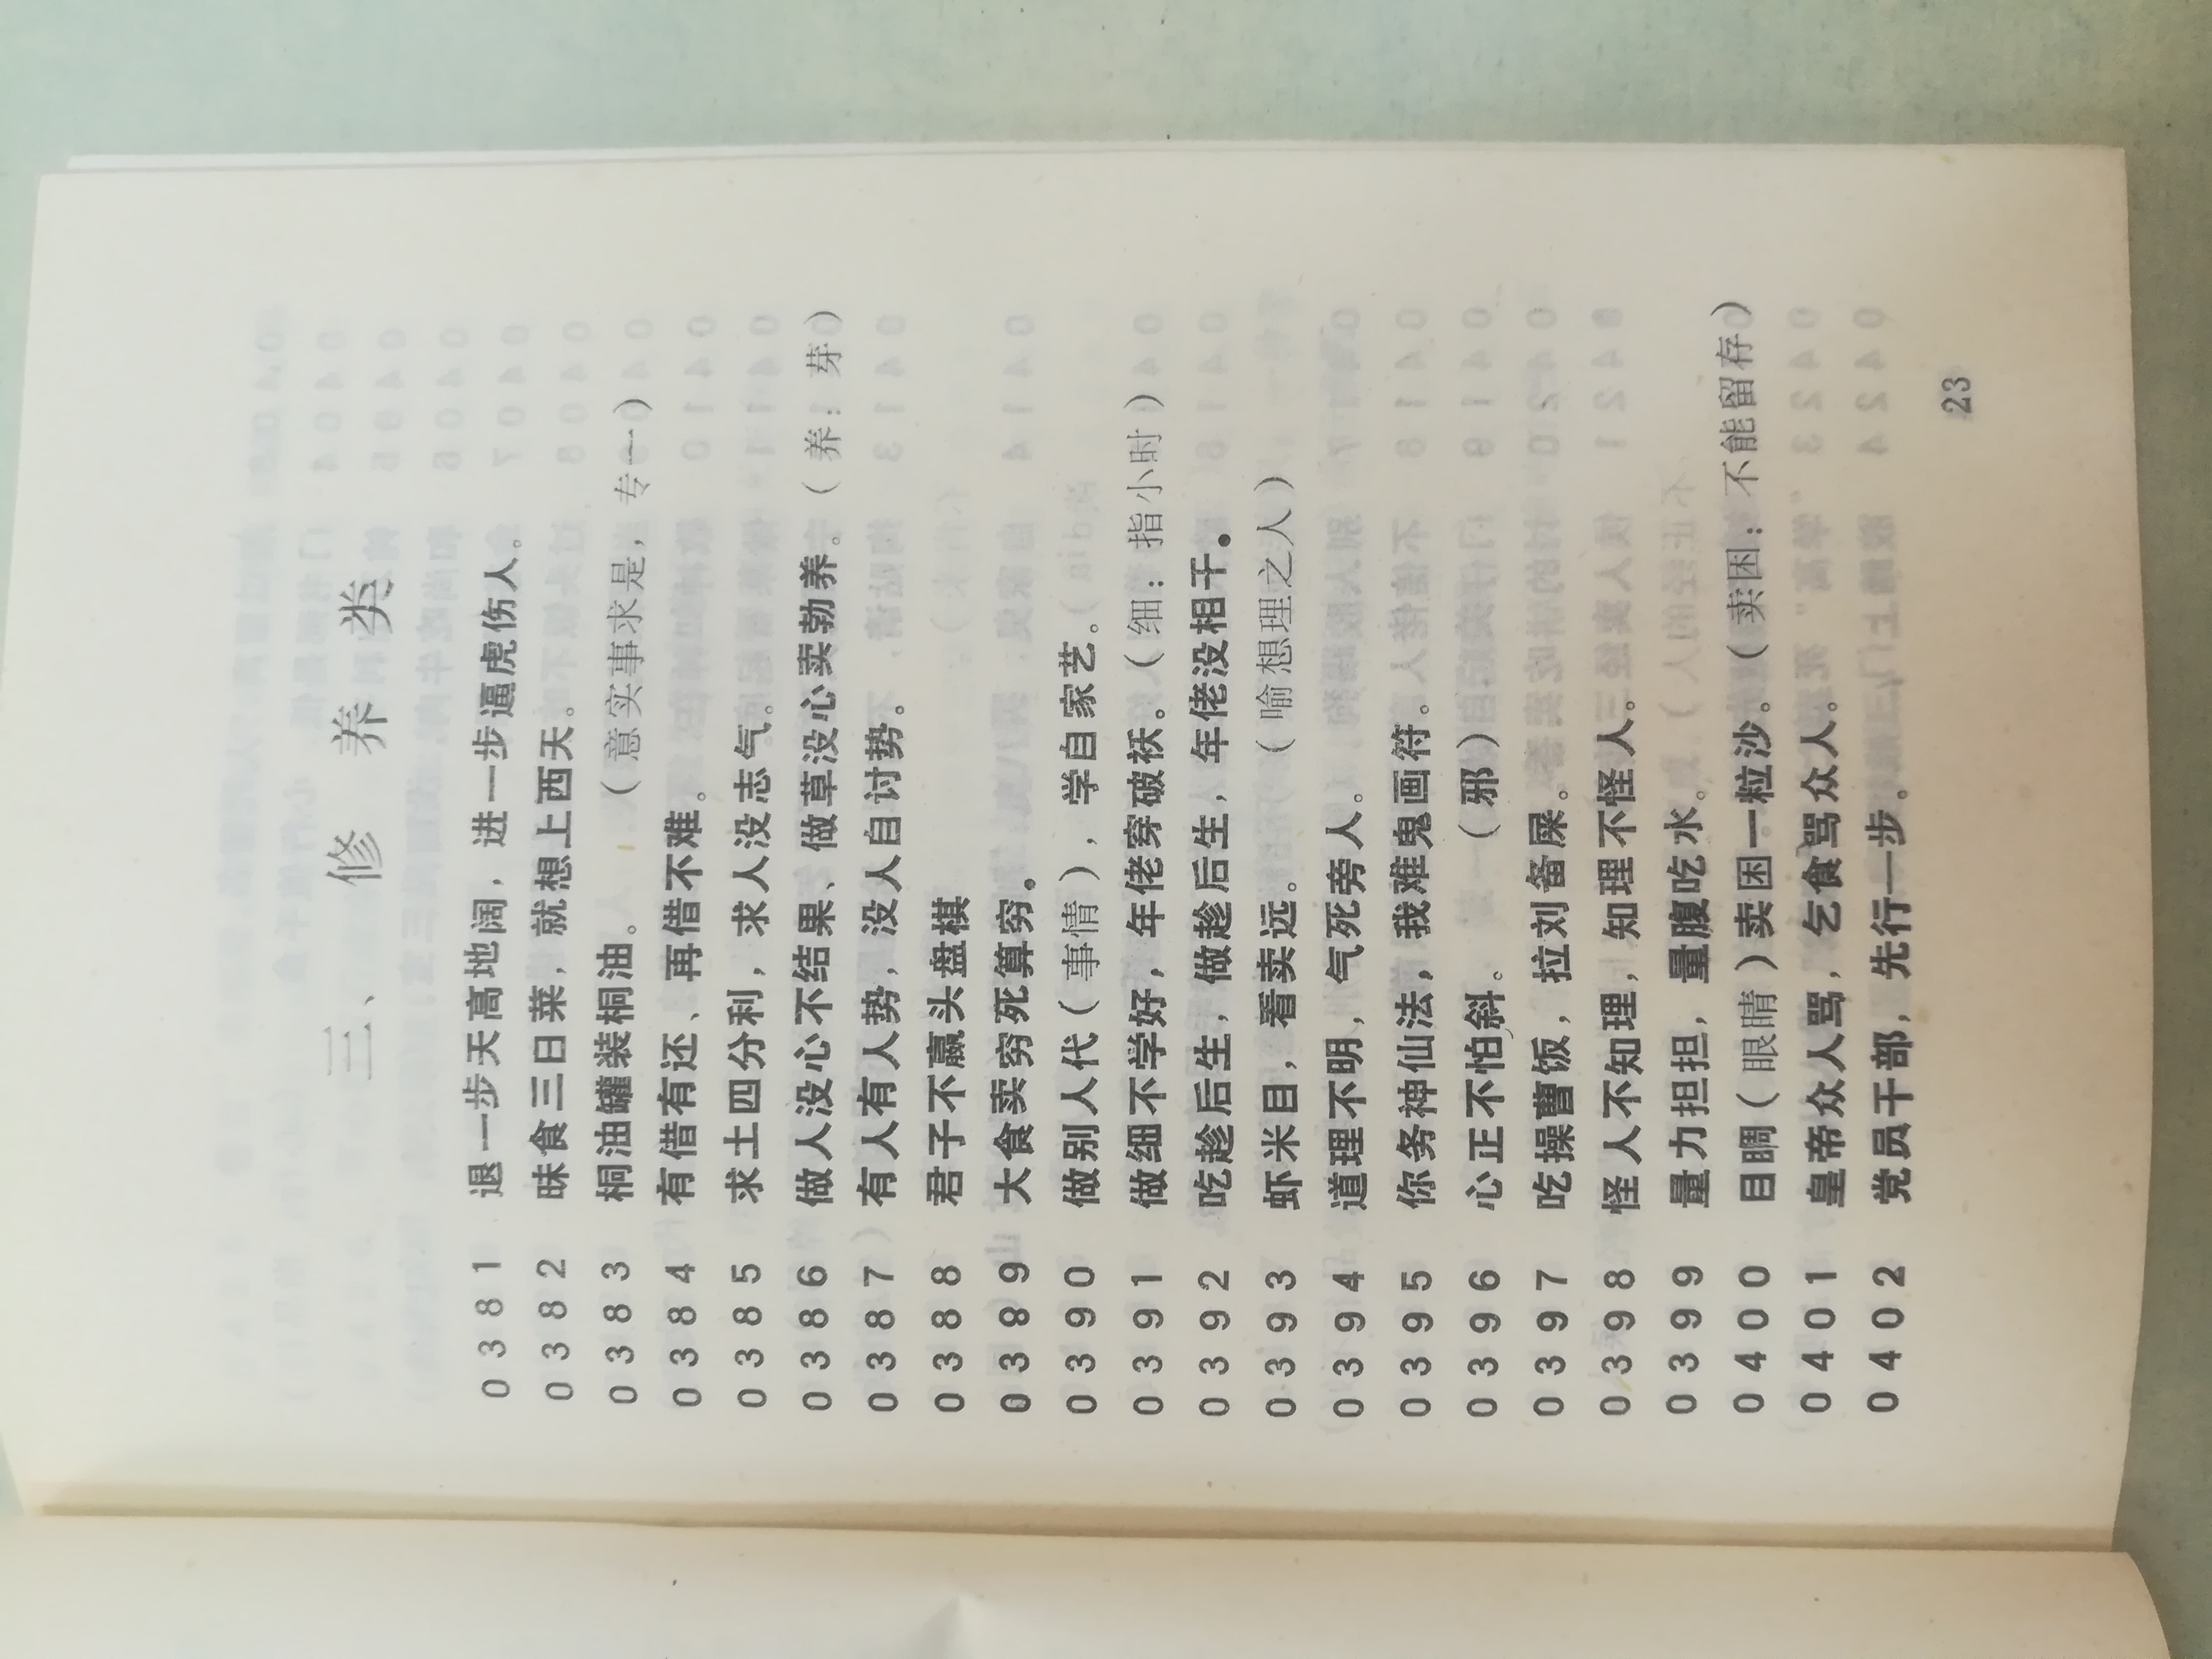 三、 修 养 类
0381 退一步天高地阔，进一步逼虎伤人。
0382 昧食三日菜，就想上西天。
0383 桐油罐装桐油。 （意实事求是，专一）
0384 有借有还、再借不难。
0385 求土四分利，求人没志气。
0386 做人没心不结果、做草没心卖勃养。（养：芽）
0387 有人有人势，没人自讨势。
0388 君子不赢头盘棋
0389 大食卖穷死算穷。
0390 做别人代（事情），学自家艺。
0391 做细不学好，年佬穿破袄。（细：指小时）
0392 吃趁后生，做趁后生，年佬没相干。
0393 虾米目，看卖远。 （喻想理之人）
0394 道理不明，气死旁人。
0395 你务神仙法，我难鬼画符。
0396 心正不怕斜。 （邪）
0397 吃操曹饭，拉刘备屎。
0398 怪人不知理，知理不怪人。
0399 量力担担，量腹吃水。
0400 目睭（眼睛）卖困一粒沙。（卖困：不能留存）
0401 皇帝众人骂，乞食骂众人。
0402 党员干部，先行一步。
23